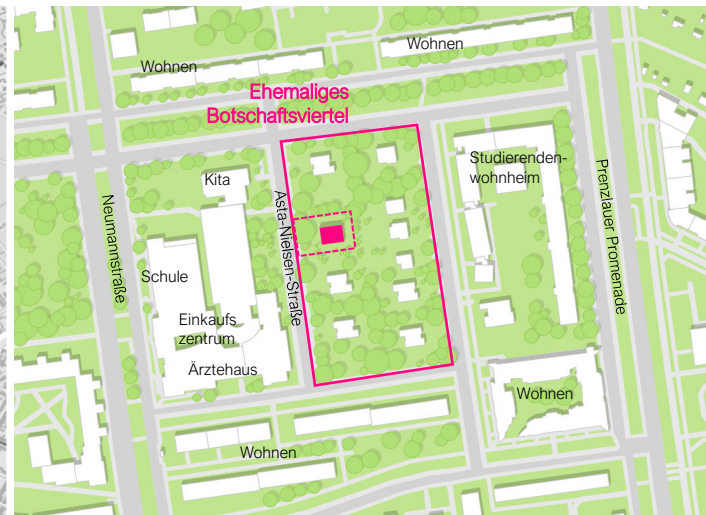 Wohnen
Wohnen
Ehemaliges
Botschaftsviertel
Studierenden-
wohnheim
Kita
Neumannstraße
Asta-Nielsen-Straße
Prenzlauer Promenade
Schule
Einkaufs
zentrum
Ärztehaus
Wohnen
Wohnen